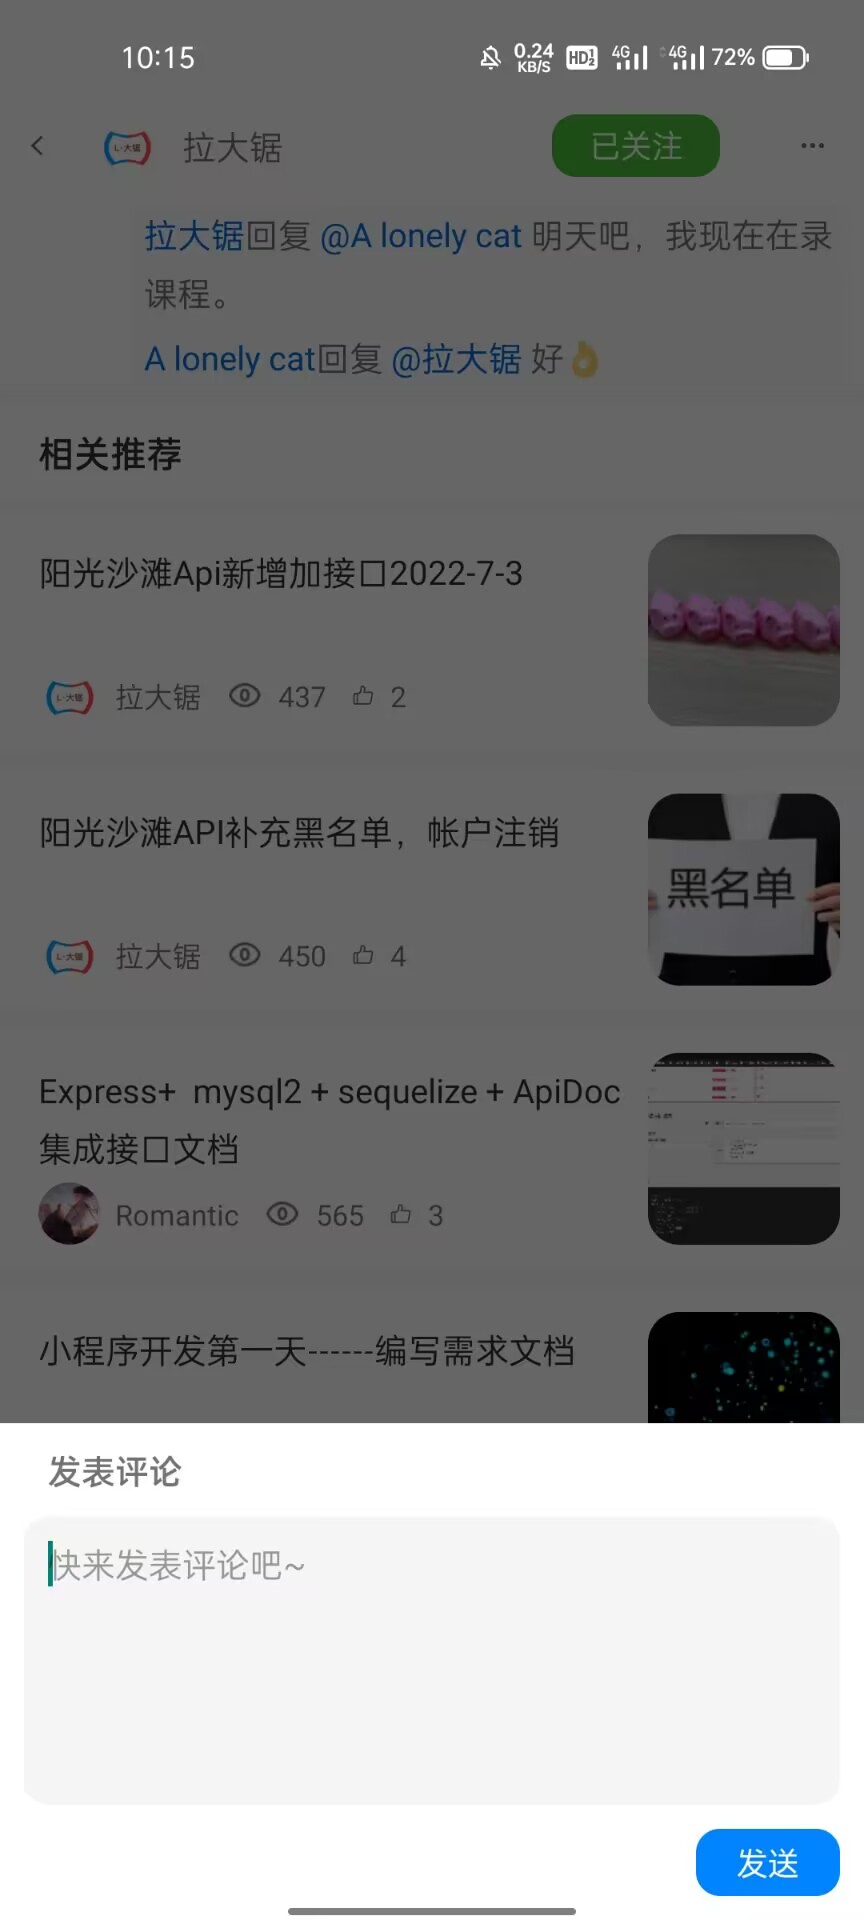 10:15
0.24
KB/S
HD
4G
4G
72%
L·大锯
拉大锯
已关注
拉大锯回复 @A lonely cat 明天吧，我现在在录
课程。
A lonely cat回复 @拉大锯 好👌
相关推荐
阳光沙滩Api新增加接口2022-7-3
L·大锯
拉大锯 437 2
阳光沙滩API补充黑名单，帐户注销
黑名单
L·大锯
拉大锯 450 4
Express+ mysql2 + sequelize + ApiDoc
集成接口文档
Romantic 565 3
小程序开发第一天------编写需求文档
发表评论
快来发表评论吧~
发送